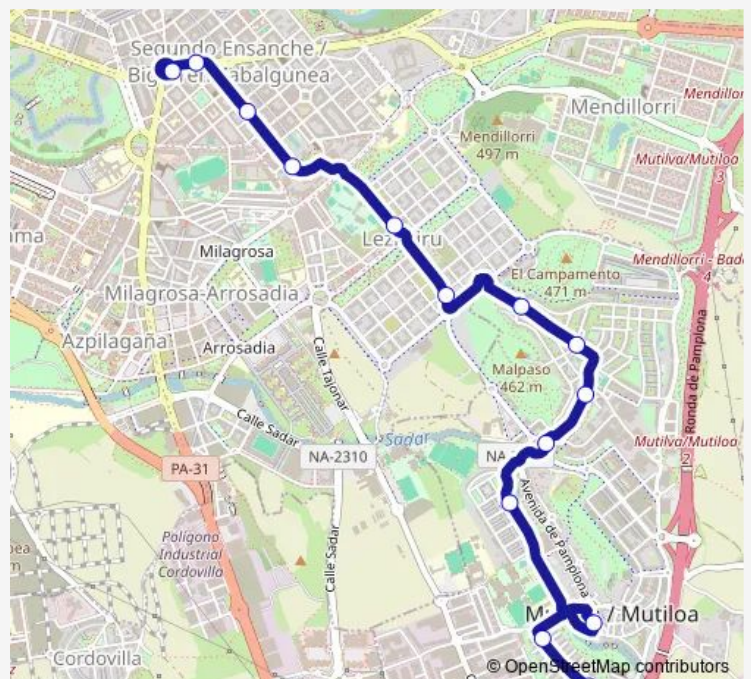 Segundo Ensanche /
Mendillorri
Mendillorri
497 m
Mendillorri
Mutilva/Mutiloa
3
Milagrosa
El Campamento
471 m
Mendillorri - Bad
4
Milagrosa-Arrosadia
Azpilagaña
Arrosadia
Calle Tajonar
Malpaso
462 m
Ronda de Pamplona
Calle Sadar
Sadar
NA-2310
NA
Mutilva/Mutiloa
2
PA-31
Avenida de Pamplona
Polígono
Industrial
Cordovilla
Calle Sadar
/ Mutiloa
Cordovilla
© OpenStreetMap contributors